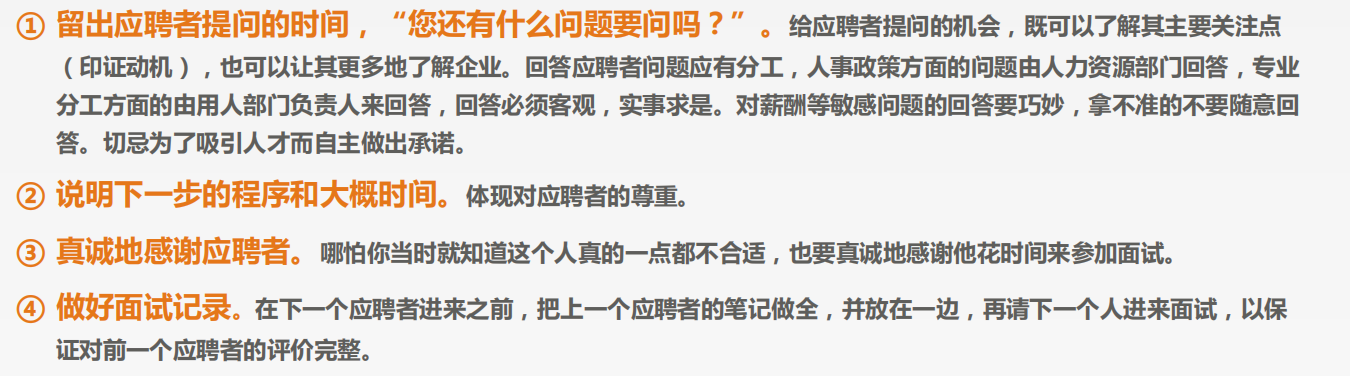 ① 留出应聘者提问的时间，“您还有什么问题要问吗？”。给应聘者提问的机会，既可以了解其主要关注点
（印证动机），也可以让其更多地了解企业。回答应聘者问题应有分工，人事政策方面的问题由人力资源部门回答，专业
分工方面的由用人部门负责人来回答，回答必须客观，实事求是。对薪酬等敏感问题的回答要巧妙，拿不准的不要随意回
答。切忌为了吸引人才而自主做出承诺。
② 说明下一步的程序和大概时间。体现对应聘者的尊重。
③ 真诚地感谢应聘者。哪怕你当时就知道这个人真的一点都不合适，也要真诚地感谢他花时间来参加面试。
④ 做好面试记录。在下一个应聘者进来之前，把上一个应聘者的笔记做全，并放在一边，再请下一个人进来面试，以保
证对前一个应聘者的评价完整。